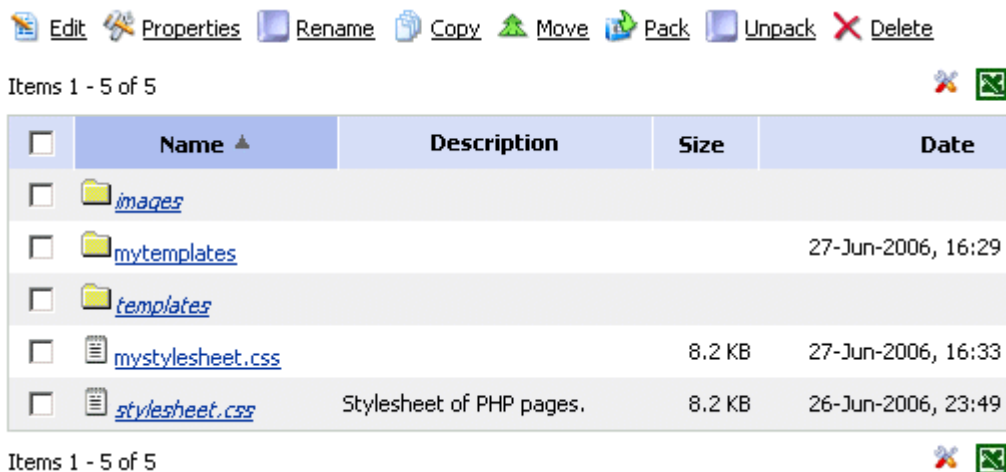 Edit Properties Rename Copy Move Pack Unpack Delete
Items 1 - 5 of 5
Name Description Size Date
images
mytemplates 27-Jun-2006, 16:29
templates
mystylesheet.css 8.2 KB 27-Jun-2006, 16:33
stylesheet.css Stylesheet of PHP pages. 8.2 KB 26-Jun-2006, 23:49
Items 1 - 5 of 5